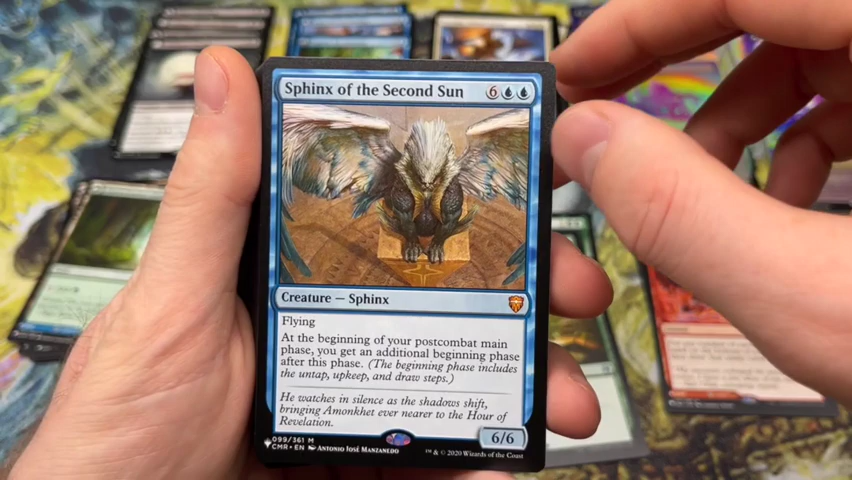 Sphinx of the Second Sun 6
Creature — Sphinx
Flying
At the beginning of your postcombat main
phase, you get an additional beginning phase
after this phase. (The beginning phase includes
the untap, upkeep, and draw steps.)
He watches in silence as the shadows shift,
bringing Amonkhet ever nearer to the Hour of
Revelation.
6/6
099/361 M
CMR • EN Antonio José Manzanedo
™ & © 2020 Wizards of the Coast